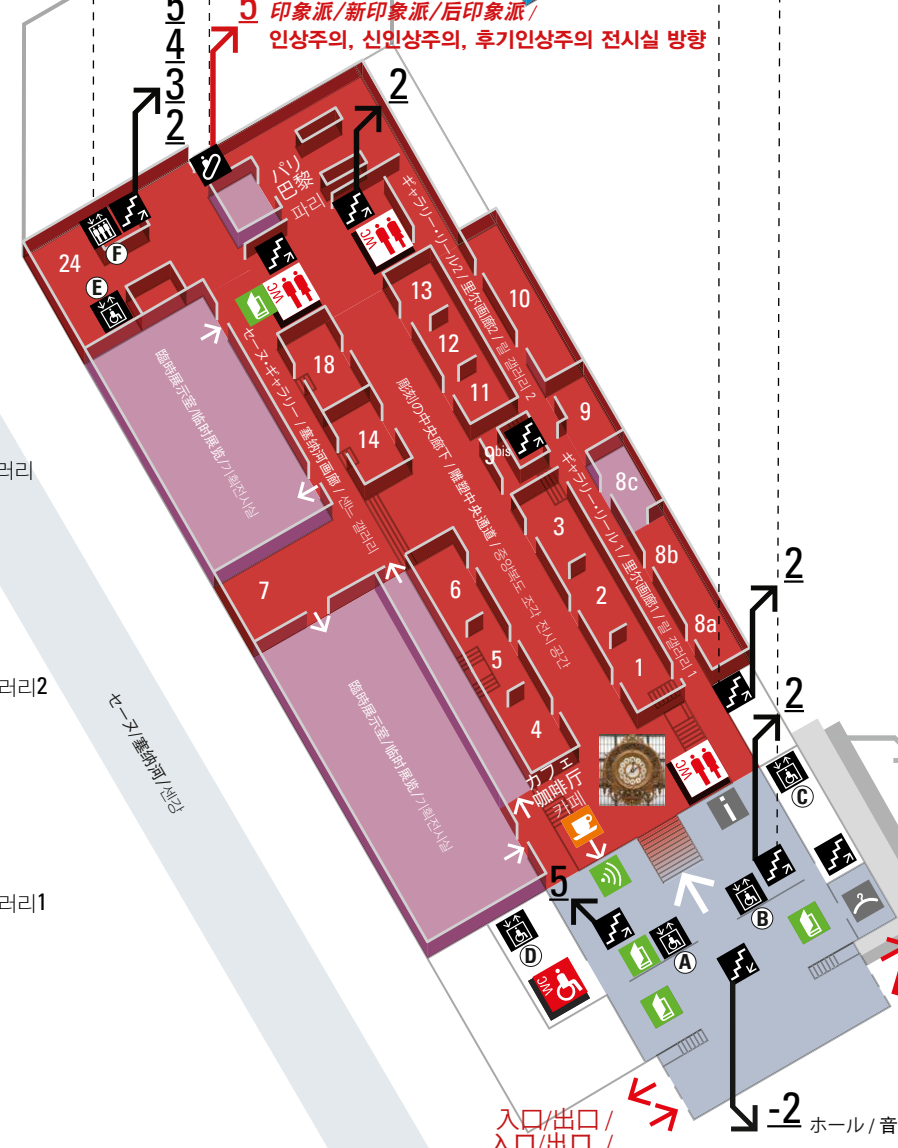 5
4
3
2
5 印象派/新印象派/后印象派/
인상주의, 신인상주의, 후기인상주의 전시실 방향
2
パリ
巴黎
파리
WC
WC
24
F
E
13
12
11
10
9
9bis
18
14
ギャラリー・リール2 / 里尔画廊2 / 릴 갤러리 2
セーヌ・ギャラリー / 塞纳河画廊 / 센느 갤러리
彫刻の中央廊下 / 雕塑中央通道 / 중앙복도 조각 전시 공간
ギャラリー・リール1 / 里尔画廊1 / 릴 갤러리 1
臨時展示室/临时展览/기획전시실
8c
8b
8a
3
2
1
7
6
5
4
러리
러리2
러리1
セーヌ/塞纳河/센강
臨時展示室/临时展览/기획전시실
カフェ
咖啡厅
카페
WC
i
2
2
C
B
5
D
A
WC
入口/出口 /
-2 ホール / 音